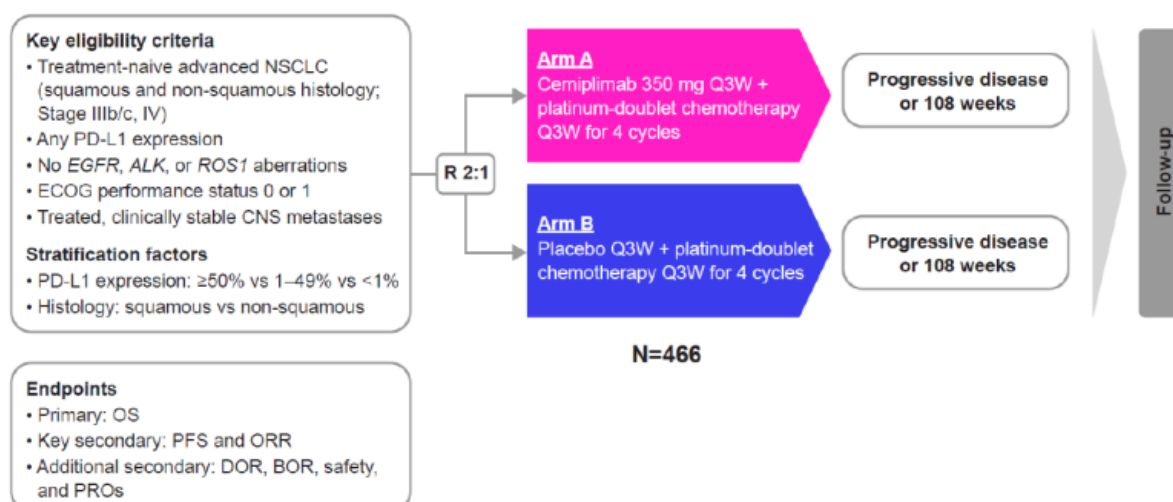 Key eligibility criteria
• Treatment-naive advanced NSCLC
(squamous and non-squamous histology;
Stage IIIb/c, IV)
• Any PD-L1 expression
• No EGFR, ALK, or ROS1 aberrations
• ECOG performance status 0 or 1
• Treated, clinically stable CNS metastases
Stratification factors
• PD-L1 expression: ≥50% vs 1–49% vs <1%
• Histology: squamous vs non-squamous
Endpoints
• Primary: OS
• Key secondary: PFS and ORR
• Additional secondary: DOR, BOR, safety,
and PROs
R 2:1
Arm A
Cemiplimab 350 mg Q3W +
platinum-doublet chemotherapy
Q3W for 4 cycles
Progressive disease
or 108 weeks
Arm B
Placebo Q3W + platinum-doublet
chemotherapy Q3W for 4 cycles
Progressive disease
or 108 weeks
N=466
Follow-up